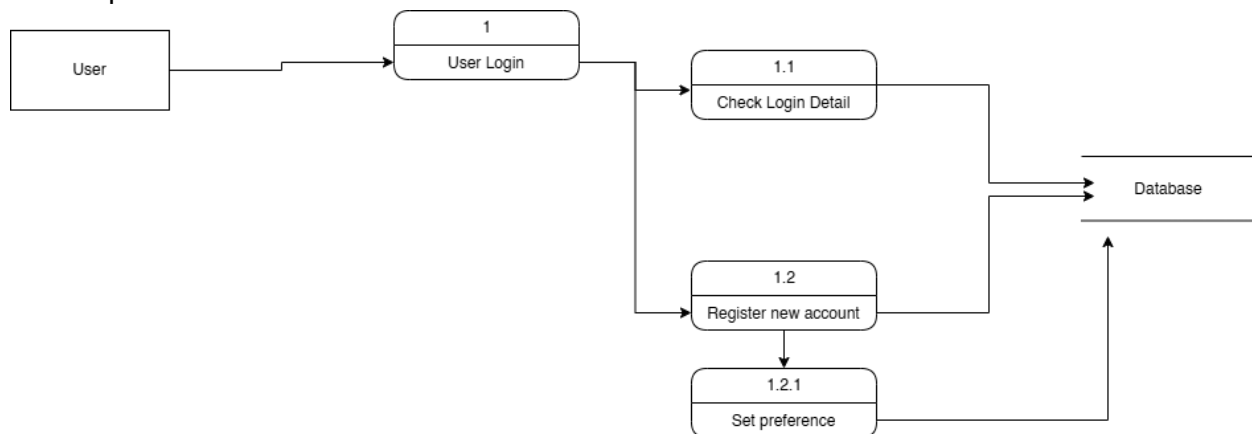 User
1
User Login
1.1
Check Login Detail
Database
1.2
Register new account
1.2.1
Set preference